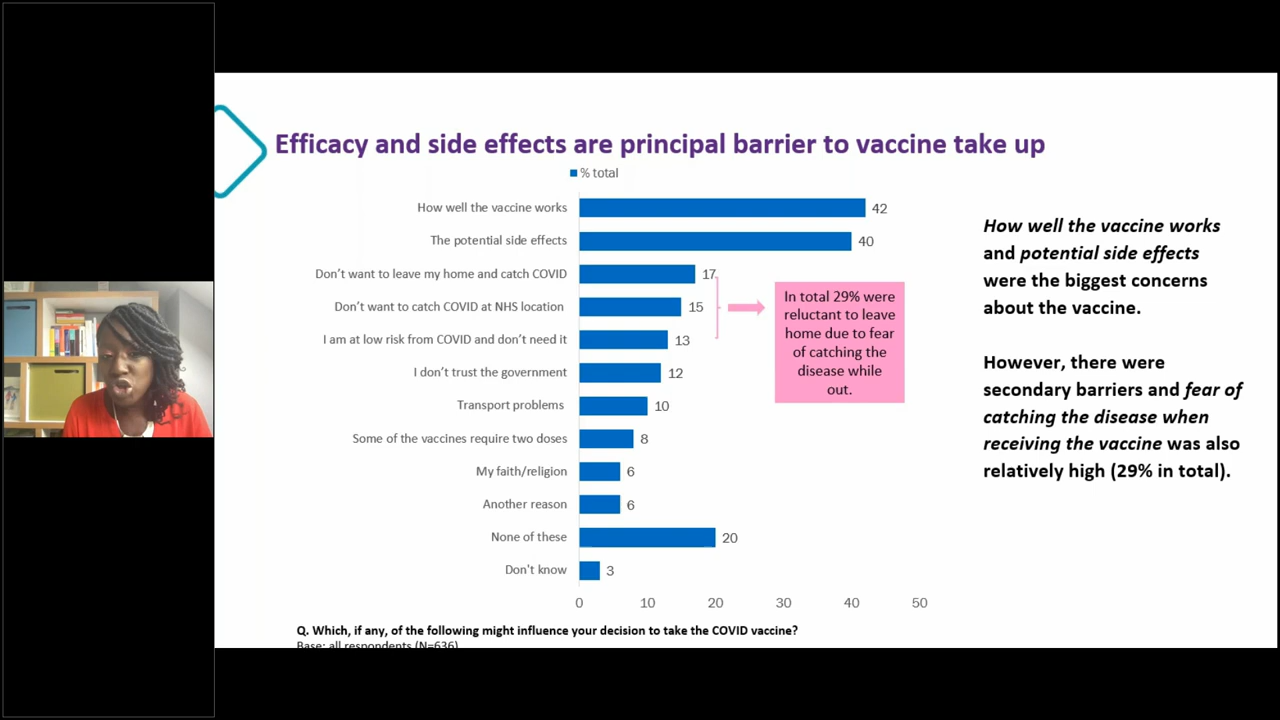 Efficacy and side effects are principal barrier to vaccine take up
% total
How well the vaccine works 42
The potential side effects 40
Don't want to leave my home and catch COVID 17
Don't want to catch COVID at NHS location 15
I am at low risk from COVID and don't need it 13
I don't trust the government 12
Transport problems 10
Some of the vaccines require two doses 8
My faith/religion 6
Another reason 6
None of these 20
Don't know 3
0 10 20 30 40 50
In total 29% were
reluctant to leave
home due to fear
of catching the
disease while
out.
How well the vaccine works
and potential side effects
were the biggest concerns
about the vaccine.
However, there were
secondary barriers and fear of
catching the disease when
receiving the vaccine was also
relatively high (29% in total).
Q. Which, if any, of the following might influence your decision to take the COVID vaccine?
Base: all respondents (N=636)